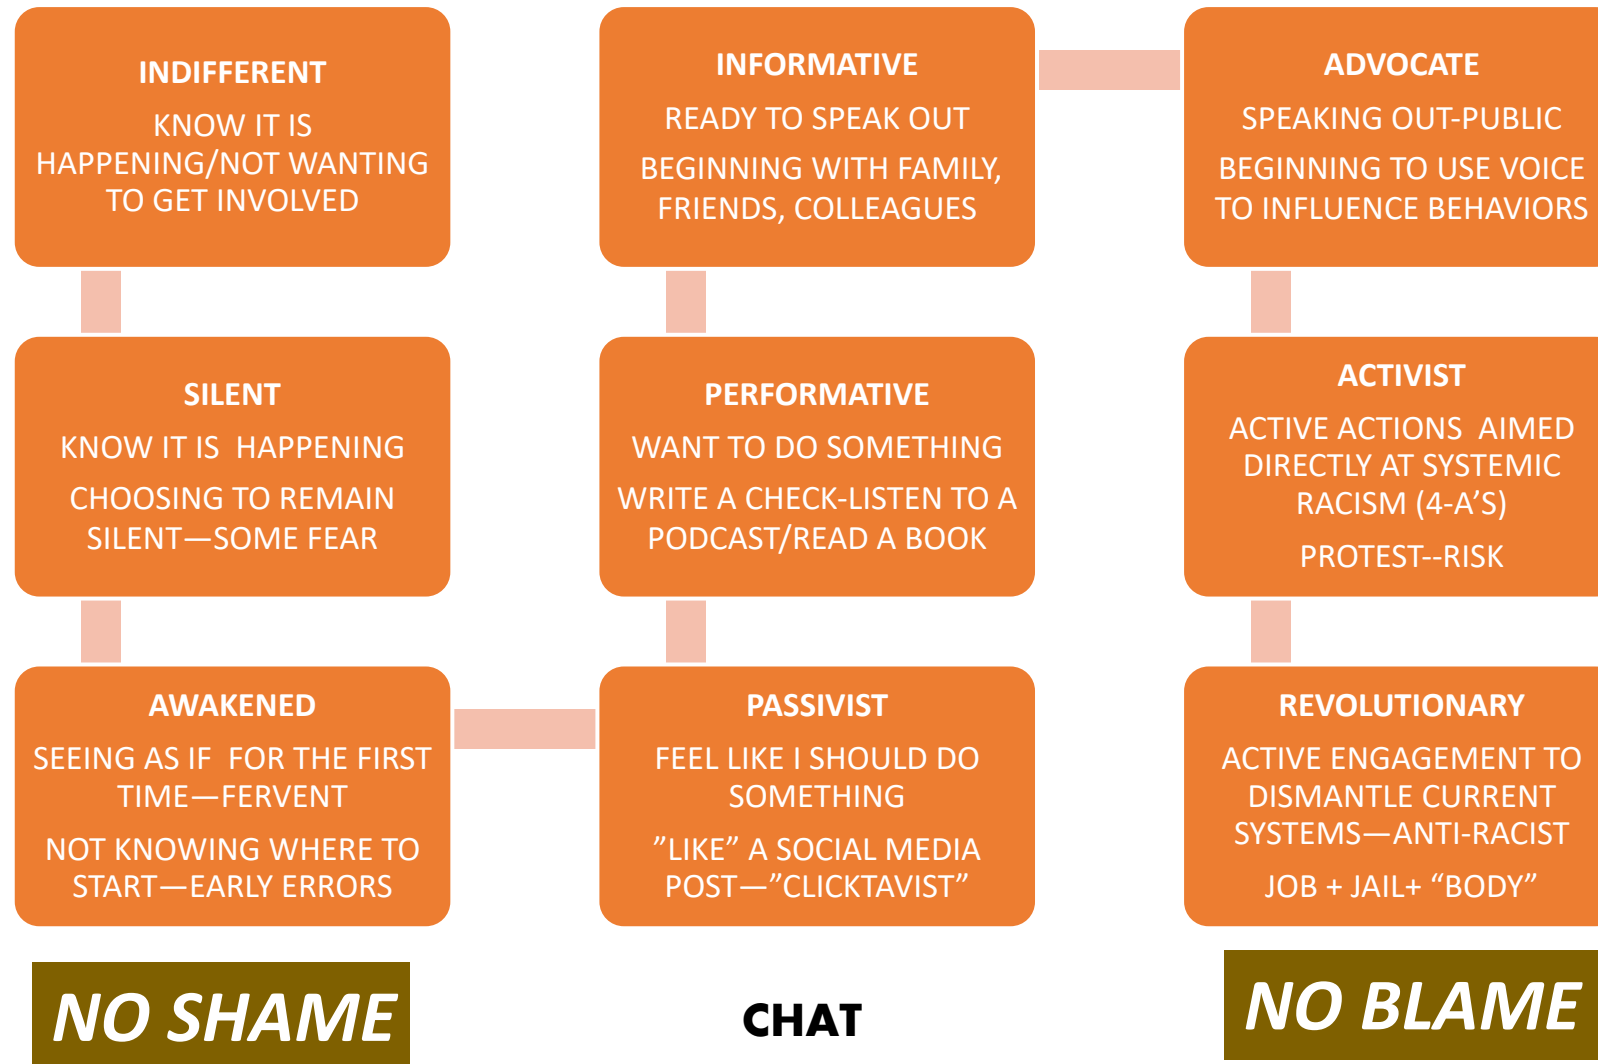 INDIFFERENT
KNOW IT IS
HAPPENING/NOT WANTING
TO GET INVOLVED
SILENT
KNOW IT IS HAPPENING
CHOOSING TO REMAIN
SILENT—SOME FEAR
AWAKENED
SEEING AS IF FOR THE FIRST
TIME—FERVENT
NOT KNOWING WHERE TO
START—EARLY ERRORS
PASSIVIST
FEEL LIKE I SHOULD DO
SOMETHING
”LIKE” A SOCIAL MEDIA
POST—”CLICKTAVIST”
PERFORMATIVE
WANT TO DO SOMETHING
WRITE A CHECK-LISTEN TO A
PODCAST/READ A BOOK
INFORMATIVE
READY TO SPEAK OUT
BEGINNING WITH FAMILY,
FRIENDS, COLLEAGUES
ADVOCATE
SPEAKING OUT-PUBLIC
BEGINNING TO USE VOICE
TO INFLUENCE BEHAVIORS
ACTIVIST
ACTIVE ACTIONS AIMED
DIRECTLY AT SYSTEMIC
RACISM (4-A’S)
PROTEST--RISK
REVOLUTIONARY
ACTIVE ENGAGEMENT TO
DISMANTLE CURRENT
SYSTEMS—ANTI-RACIST
JOB + JAIL+ “BODY”
NO SHAME
CHAT
NO BLAME